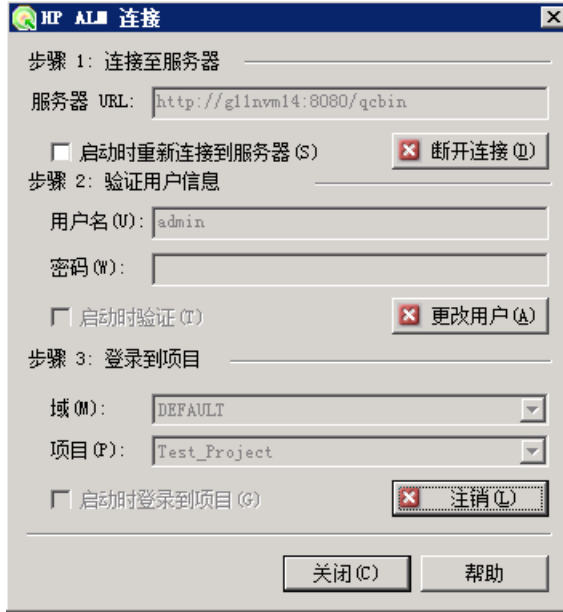 HP ALM 连接
步骤 1: 连接至服务器
服务器 URL: http://gllnvm14:8080/qcbin
启动时重新连接到服务器(S)
断开连接(D)
步骤 2: 验证用户信息
用户名(U): admin
密码(W):
启动时验证(T)
更改用户(A)
步骤 3: 登录到项目
域(M): DEFAULT
项目(P): Test_Project
启动时登录到项目(G)
注销(L)
关闭(C) 帮助